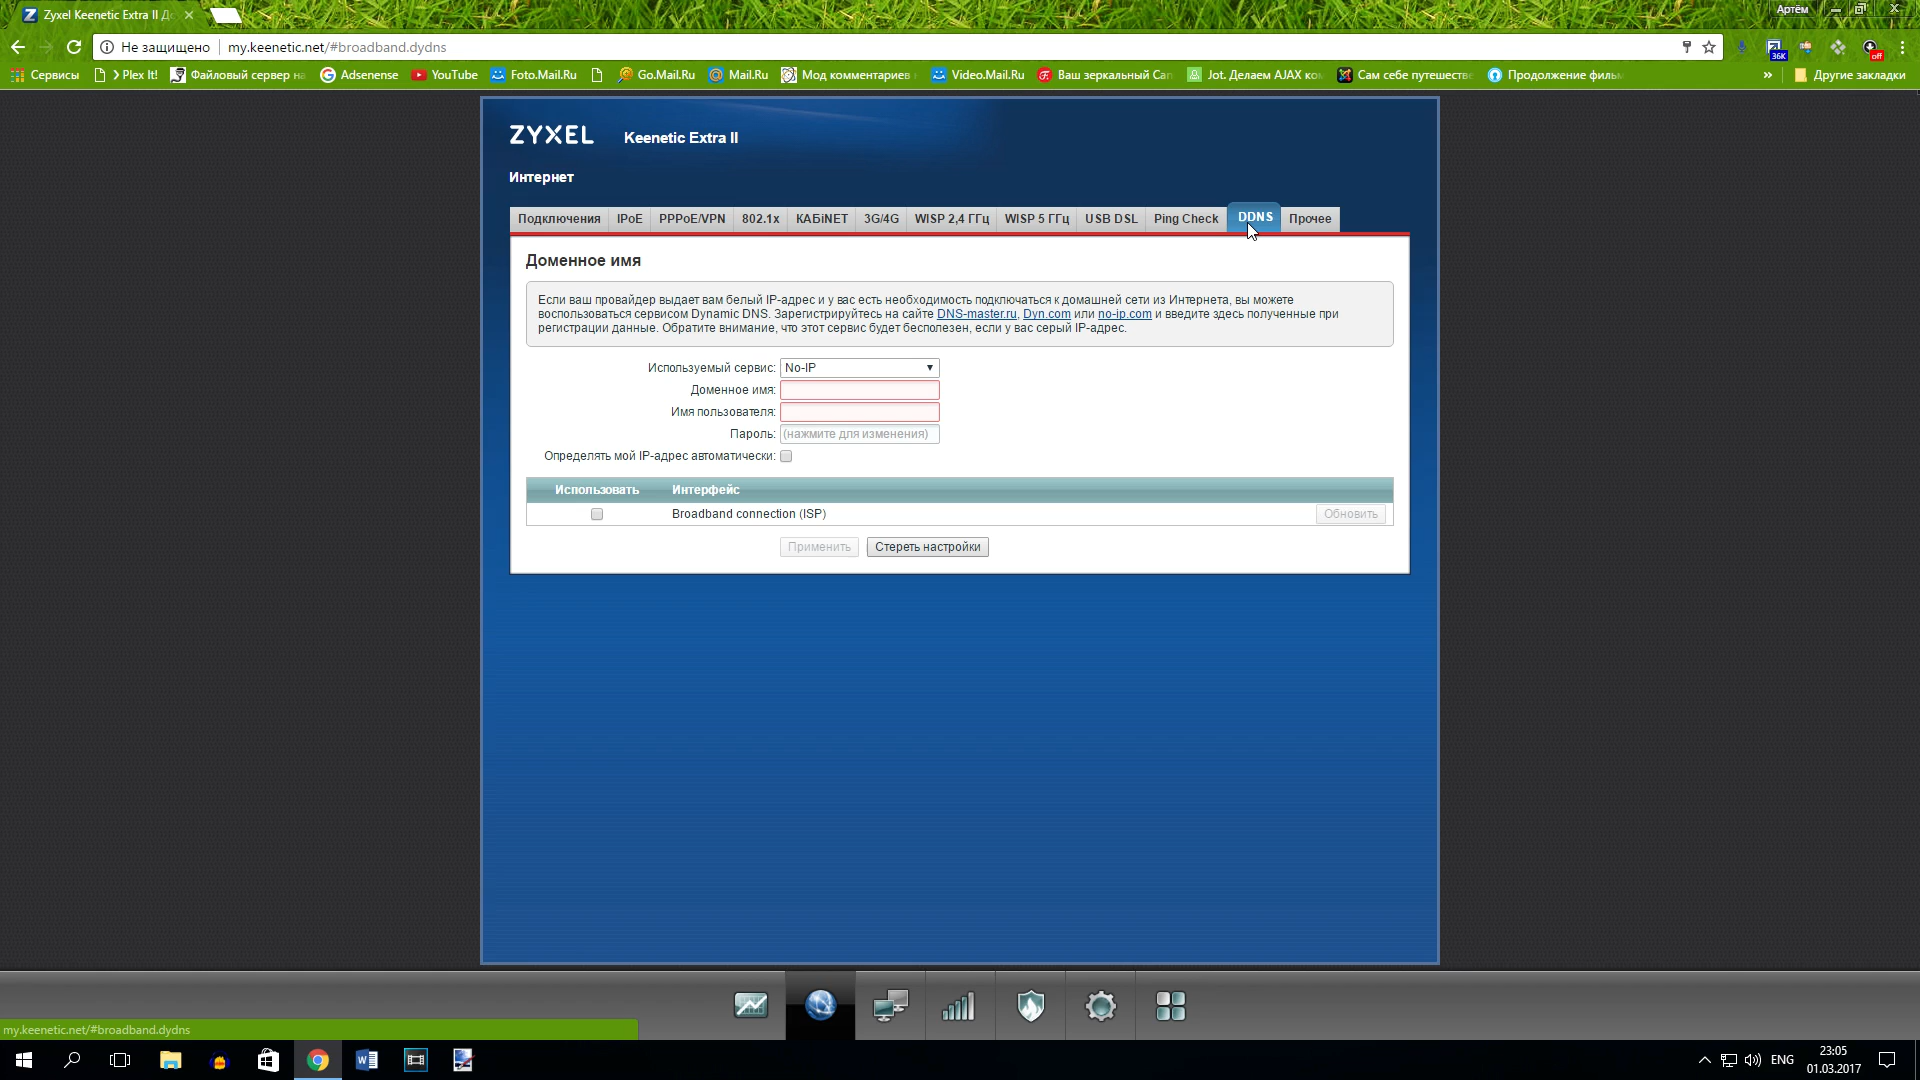 Zyxel Keenetic Extra II
Артём
Не защищено
my.keenetic.net/#broadband.dydns
36K
off
Сервисы
Plex It!
Файловый сервер на
Adsenense
YouTube
Foto.Mail.Ru
Go.Mail.Ru
Mail.Ru
Мод комментариев
Video.Mail.Ru
Ваш зеркальный Can
Jot. Делаем AJAX ком
Сам себе путешестве
Продолжение фильм
»
Другие закладки
ZYXEL
Keenetic Extra II
Интернет
Подключения
IPoE
PPPoE/VPN
802.1x
КАБiNET
3G/4G
WISP 2,4 ГГц
WISP 5 ГГц
USB DSL
Ping Check
DDNS
Прочее
Доменное имя
Если ваш провайдер выдает вам белый IP-адрес и у вас есть необходимость подключаться к домашней сети из Интернета, вы можете
воспользоваться сервисом Dynamic DNS. Зарегистрируйтесь на сайте DNS-master.ru, Dyn.com или no-ip.com и введите здесь полученные при
регистрации данные. Обратите внимание, что этот сервис будет бесполезен, если у вас серый IP-адрес.
Используемый сервис: No-IP
Доменное имя:
Имя пользователя:
Пароль: (нажмите для изменения)
Определять мой IP-адрес автоматически:
Использовать
Интерфейс
Broadband connection (ISP)
Обновить
Применить
Стереть настройки
my.keenetic.net/#broadband.dydns
ENG
23:05
01.03.2017